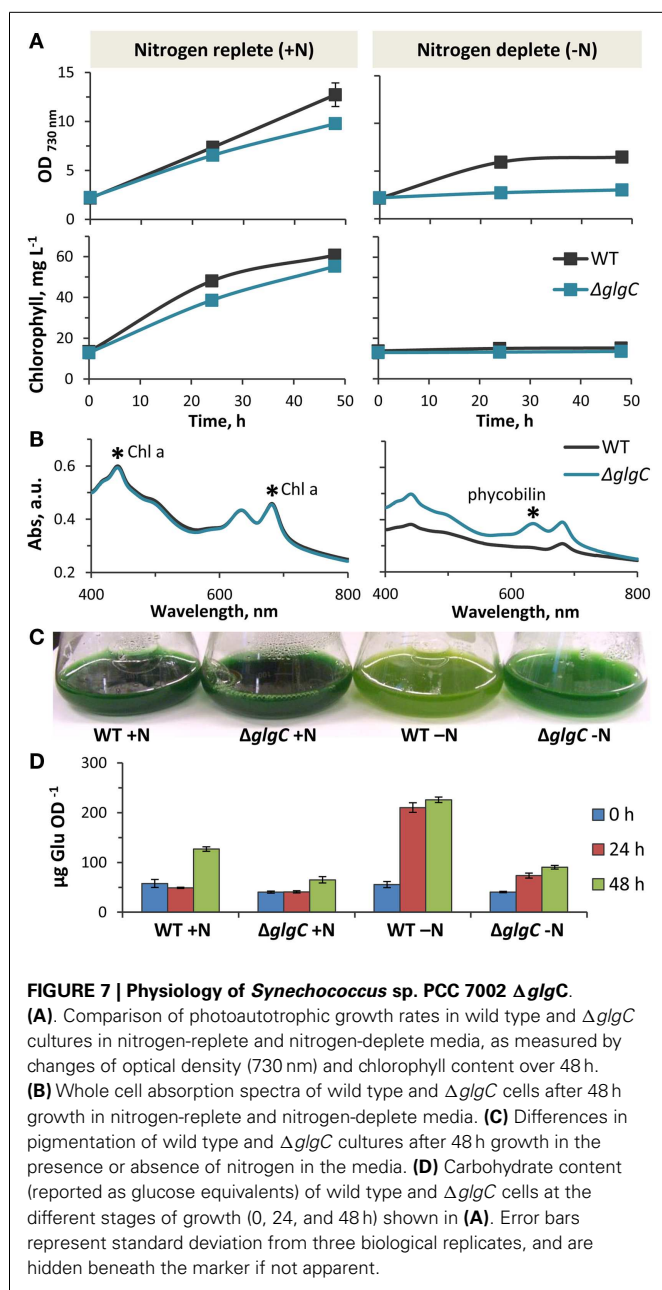 A
Nitrogen replete (+N)
Nitrogen deplete (-N)
OD 730 nm
15
10
5
0
0 10 20 30 40 50
0 10 20 30 40 50
Chlorophyll, mg L-1
60
40
20
0
WT
ΔglgC
0 10 20 30 40 50
Time, h
0 10 20 30 40 50
Time, h
B
Abs, a.u.
0.6
0.4
0.2
* Chl a
* Chl a
WT
ΔglgC
phycobilin
*
400 600 800
Wavelength, nm
400 600 800
Wavelength, nm
C
WT +N
ΔglgC +N
WT –N
ΔglgC -N
D
µg Glu OD -1
300
200
100
0
0 h
24 h
48 h
WT +N
ΔglgC +N
WT –N
ΔglgC -N
FIGURE 7 | Physiology of Synechococcus sp. PCC 7002 ΔglgC.
(A). Comparison of photoautotrophic growth rates in wild type and ΔglgC
cultures in nitrogen-replete and nitrogen-deplete media, as measured by
changes of optical density (730 nm) and chlorophyll content over 48 h.
(B) Whole cell absorption spectra of wild type and ΔglgC cells after 48 h
growth in nitrogen-replete and nitrogen-deplete media. (C) Differences in
pigmentation of wild type and ΔglgC cultures after 48 h growth in the
presence or absence of nitrogen in the media. (D) Carbohydrate content
(reported as glucose equivalents) of wild type and ΔglgC cells at the
different stages of growth (0, 24, and 48 h) shown in (A). Error bars
represent standard deviation from three biological replicates, and are
hidden beneath the marker if not apparent.